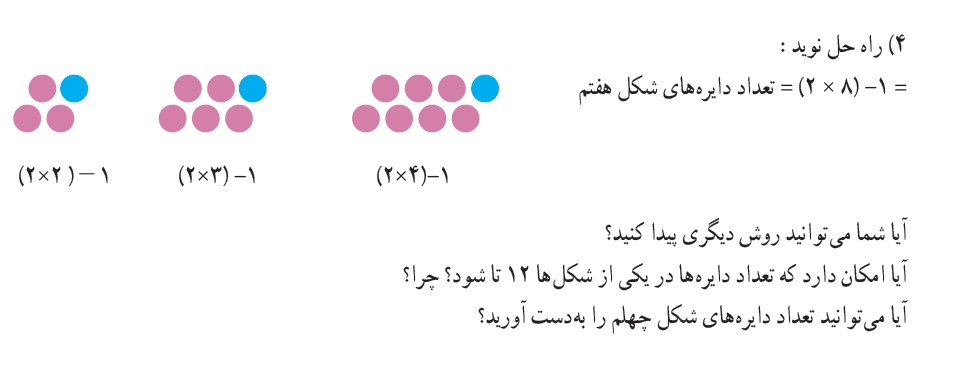 ۴) راه حل نوید :
= ۱- (۲ × ۸) = تعداد دایره‌های شکل هفتم
(۲×۲ ) − ۱
(۲×۳) -۱
(۲×۴)-۱
آیا شما می‌توانید روش دیگری پیدا کنید؟
آیا امکان دارد که تعداد دایره‌ها در یکی از شکل‌ها ۱۲ تا شود؟ چرا؟
آیا می‌توانید تعداد دایره‌های شکل چهلم را به‌دست آورید؟